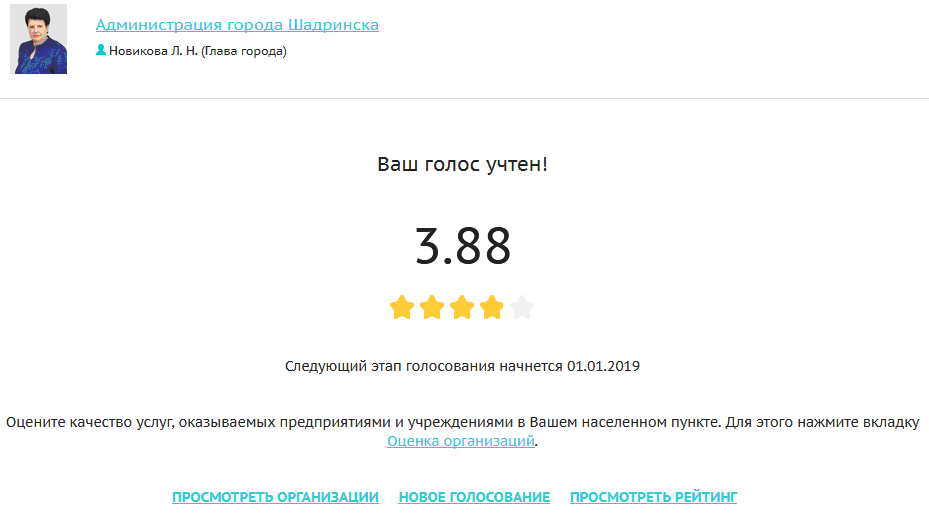 Администрация города Шадринска
Новикова Л. Н. (Глава города)
Ваш голос учтен!
3.88
Следующий этап голосования начнется 01.01.2019
Оцените качество услуг, оказываемых предприятиями и учреждениями в Вашем населенном пункте. Для этого нажмите вкладку
Оценка организаций.
ПРОСМОТРЕТЬ ОРГАНИЗАЦИИ НОВОЕ ГОЛОСОВАНИЕ ПРОСМОТРЕТЬ РЕЙТИНГ